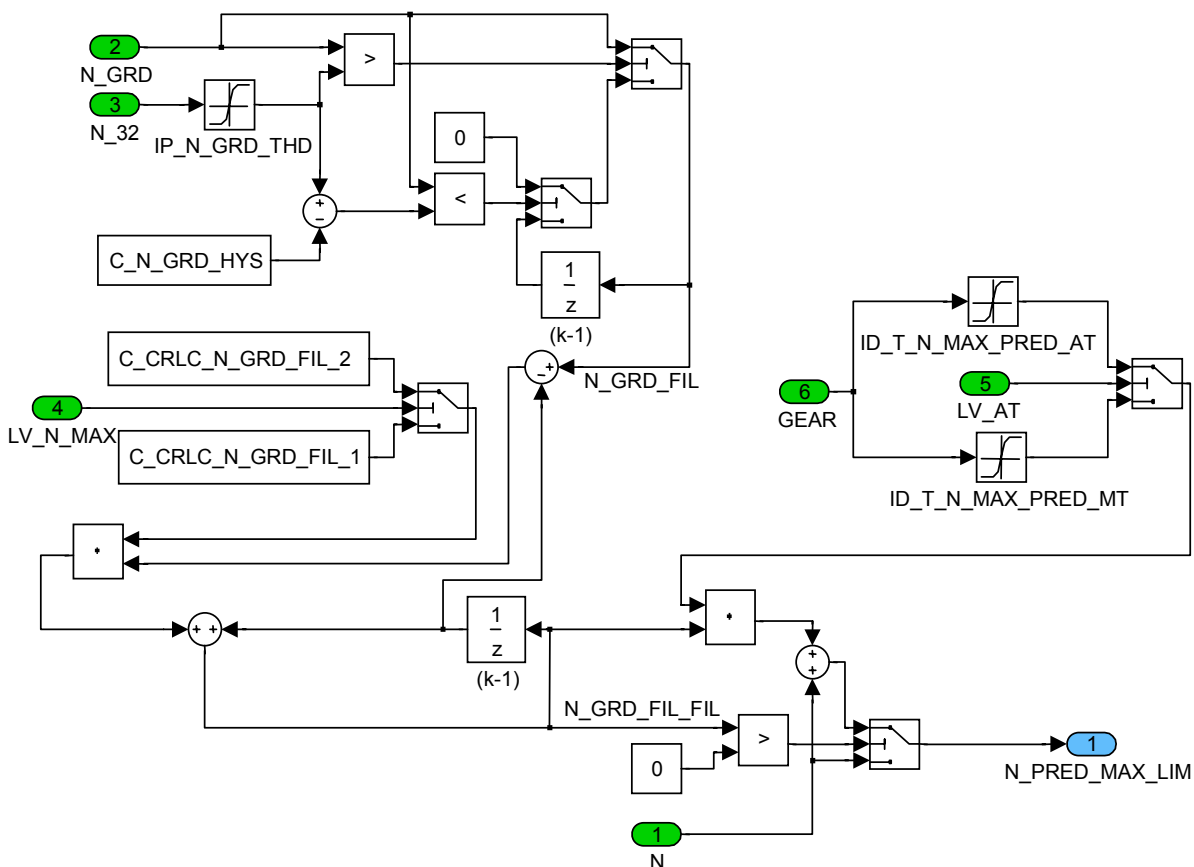 2
N_GRD
>
3
N_32
IP_N_GRD_THD
0
<
+
−
C_N_GRD_HYS
1
z
(k-1)
C_CRLC_N_GRD_FIL_2
- +
N_GRD_FIL
4
LV_N_MAX
C_CRLC_N_GRD_FIL_1
ID_T_N_MAX_PRED_AT
6
GEAR
5
LV_AT
ID_T_N_MAX_PRED_MT
*
+ +
1
z
(k-1)
*
+
+
N_GRD_FIL_FIL
>
0
1
N_PRED_MAX_LIM
1
N